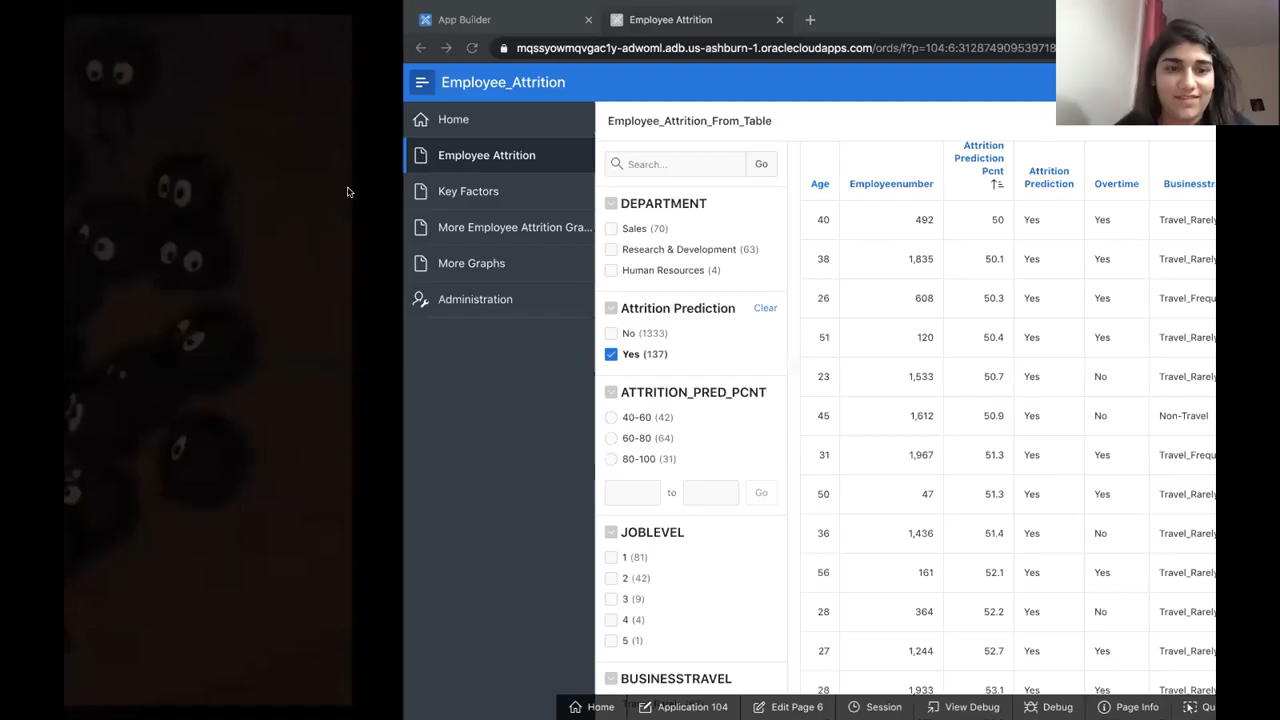 App Builder
Employee Attrition
mqssyowmqvgac1y-adwoml.adb.us-ashburn-1.oraclecloudapps.com/ords/f?p=104:6:3128749095397​18
Employee_Attrition
Home
Employee Attrition
Key Factors
More Employee Attrition Gra...
More Graphs
Administration
Employee_Attrition_From_Table
Search...
Go
DEPARTMENT
Sales (70)
Research & Development (63)
Human Resources (4)
Attrition Prediction
Clear
No (1333)
Yes (137)
ATTRITION_PRED_PCNT
40-60 (42)
60-80 (64)
80-100 (31)
to
Go
JOBLEVEL
1 (81)
2 (42)
3 (9)
4 (4)
5 (1)
BUSINESSTRAVEL
Age Employeenumber Attrition Prediction Pcnt Attrition Prediction Overtime Businesstr
40 492 50 Yes Yes Travel_Rarely
38 1,835 50.1 Yes Yes Travel_Rarely
26 608 50.3 Yes Yes Travel_Frequ
51 120 50.4 Yes Yes Travel_Rarely
23 1,533 50.7 Yes No Travel_Rarely
45 1,612 50.9 Yes No Non-Travel
31 1,967 51.3 Yes Yes Travel_Frequ
50 47 51.3 Yes Yes Travel_Rarely
36 1,436 51.4 Yes No Travel_Rarely
56 161 52.1 Yes Yes Travel_Rarely
28 364 52.2 Yes No Travel_Rarely
27 1,244 52.7 Yes Yes Travel_Rarely
28 1,933 53.1 Yes Yes Travel_Rarely
Home
Application 104
Edit Page 6
Session
View Debug
Debug
Page Info
Qu